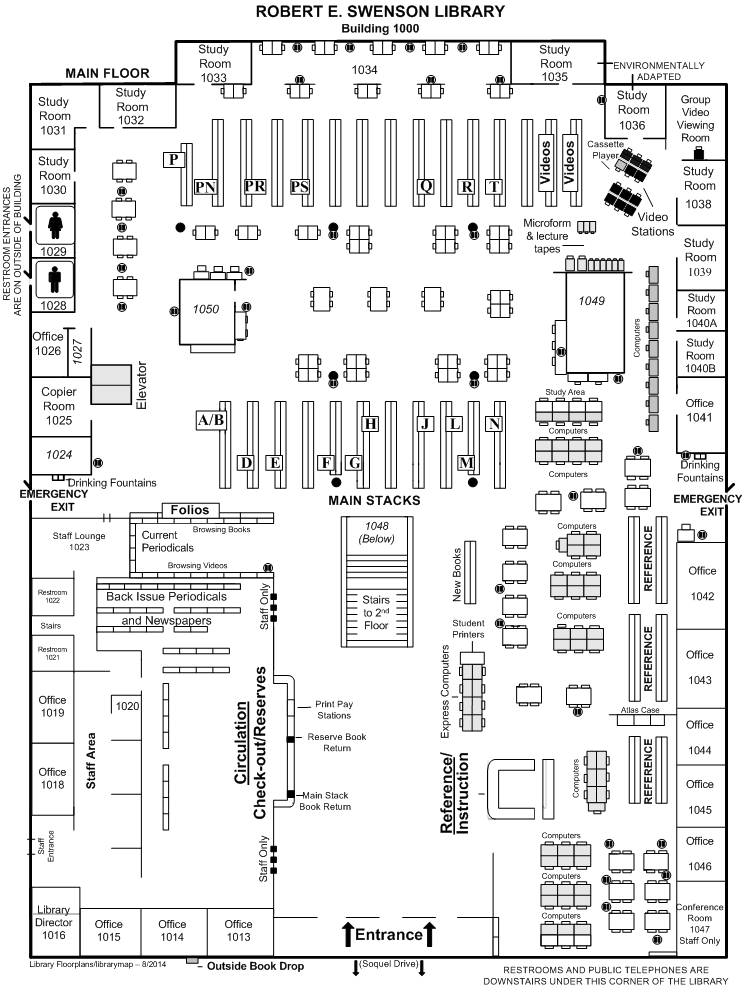 ROBERT E. SWENSON LIBRARY
Building 1000
MAIN FLOOR
Study
Room
1033
1034
Study
Room
1035
ENVIRONMENTALLY
ADAPTED
Study
Room
1031
Study
Room
1032
Study
Room
1036
Group
Video
Viewing
Room
Cassette
Player
Study
Room
1030
P
PN
PR
PS
Q
R
T
Videos
Videos
Study
Room
1038
Video
Stations
RESTROOM ENTRANCES
ARE ON OUTSIDE OF BUILDING
1029
1028
Microform
& lecture
tapes
Study
Room
1039
1050
1049
Computers
Study
Room
1040A
Office
1026
1027
Study
Room
1040B
Elevator
Copier
Room
1025
Study Area
Office
1041
A/B
D
E
F
G
H
J
L
M
N
Computers
Computers
1024
Drinking Fountains
Drinking
Fountains
EMERGENCY
EXIT
EMERGENCY
EXIT
MAIN STACKS
Folios
Browsing Books
Current
Periodicals
Browsing Videos
Staff Lounge
1023
1048
(Below)
Stairs
to 2nd
Floor
New Books
Computers
Computers
Computers
REFERENCE
Office
1042
Restroom
1022
Back Issue Periodicals
and Newspapers
Staff Only
Stairs
Restroom
1021
Student
Printers
Express Computers
REFERENCE
Office
1043
Office
1019
1020
Staff Area
Circulation
Check-out/Reserves
Print Pay
Stations
Reserve Book
Return
Main Stack
Book Return
Atlas Case
Office
1044
Office
1018
Reference/
Instruction
Computers
REFERENCE
Office
1045
Staff
Entrance
Staff Only
Computers
Computers
Computers
Office
1046
Library
Director
1016
Office
1015
Office
1014
Office
1013
Entrance
Conference
Room
1047
Staff Only
Library Floorplans/librarymap – 8/2014
Outside Book Drop
(Soquel Drive)
RESTROOMS AND PUBLIC TELEPHONES ARE
DOWNSTAIRS UNDER THIS CORNER OF THE LIBRARY